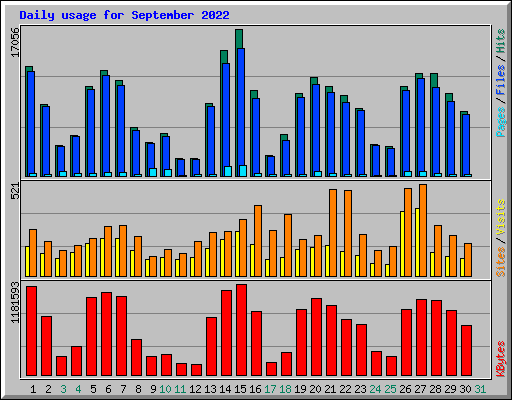 Daily usage for September 2022
17056
Pages / Files / Hits
521
Sites / Visits
1181593
KBytes
1 2 3 4 5 6 7 8 9 10 11 12 13 14 15 16 17 18 19 20 21 22 23 24 25 26 27 28 29 30 31